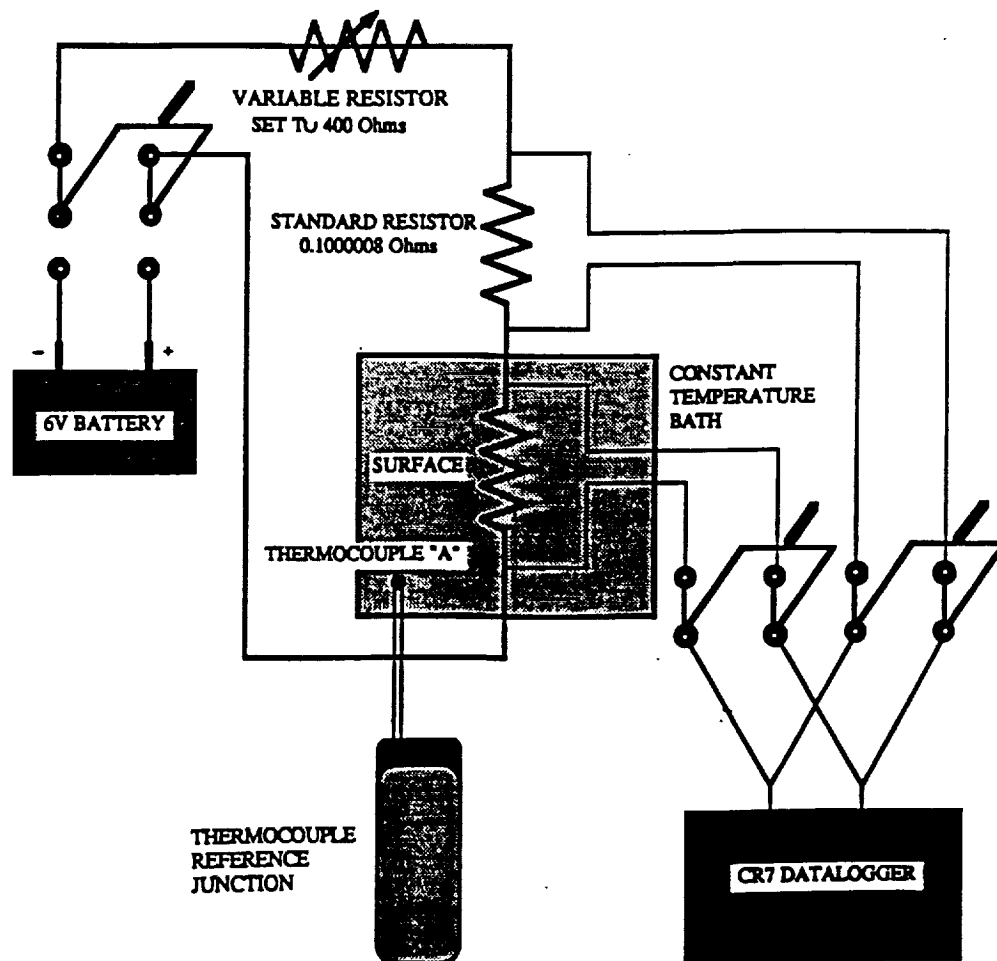 VARIABLE RESISTOR
SET TO 400 Ohms
STANDARD RESISTOR
0.1000008 Ohms
- +
6V BATTERY
CONSTANT
TEMPERATURE
BATH
SURFACE
THERMOCOUPLE "A"
THERMOCOUPLE
REFERENCE
JUNCTION
CR7 DATALOGGER